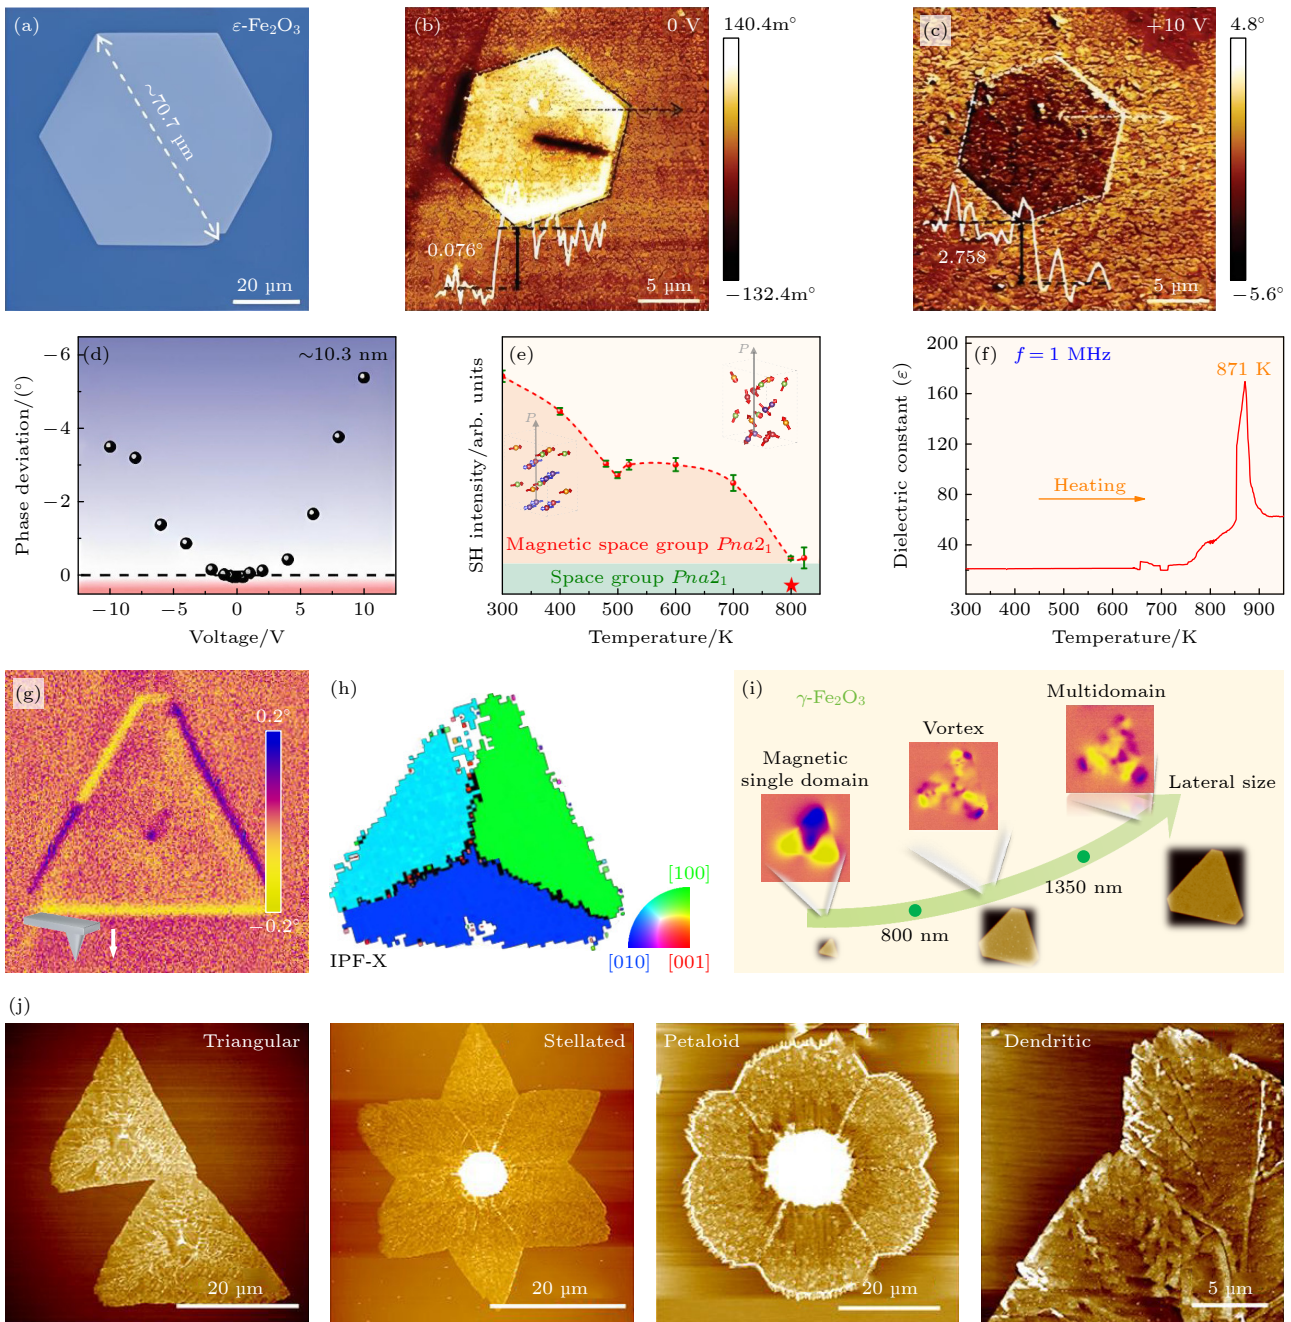 (a)
ε-Fe₂O₃
~70.7 µm
20 µm
(b)
0 V
0.076°
5 µm
140.4m°
−132.4m°
(c)
+10 V
2.758
5 µm
4.8°
−5.6°
(d)
~10.3 nm
Phase deviation/(°)
−6
−4
−2
0
−10
−5
0
5
10
Voltage/V
(e)
P
P
SH intensity/arb. units
Magnetic space group Pna2₁
Space group Pna2₁
300
400
500
600
700
800
Temperature/K
(f)
f = 1 MHz
871 K
Heating
Dielectric constant (ε)
200
160
120
80
40
300
400
500
600
700
800
900
Temperature/K
(g)
0.2°
−0.2°
(h)
[100]
[010]
[001]
IPF-X
(i)
γ-Fe₂O₃
Magnetic
single domain
Vortex
Multidomain
Lateral size
800 nm
1350 nm
(j)
Triangular
20 µm
Stellated
20 µm
Petaloid
20 µm
Dendritic
5 µm